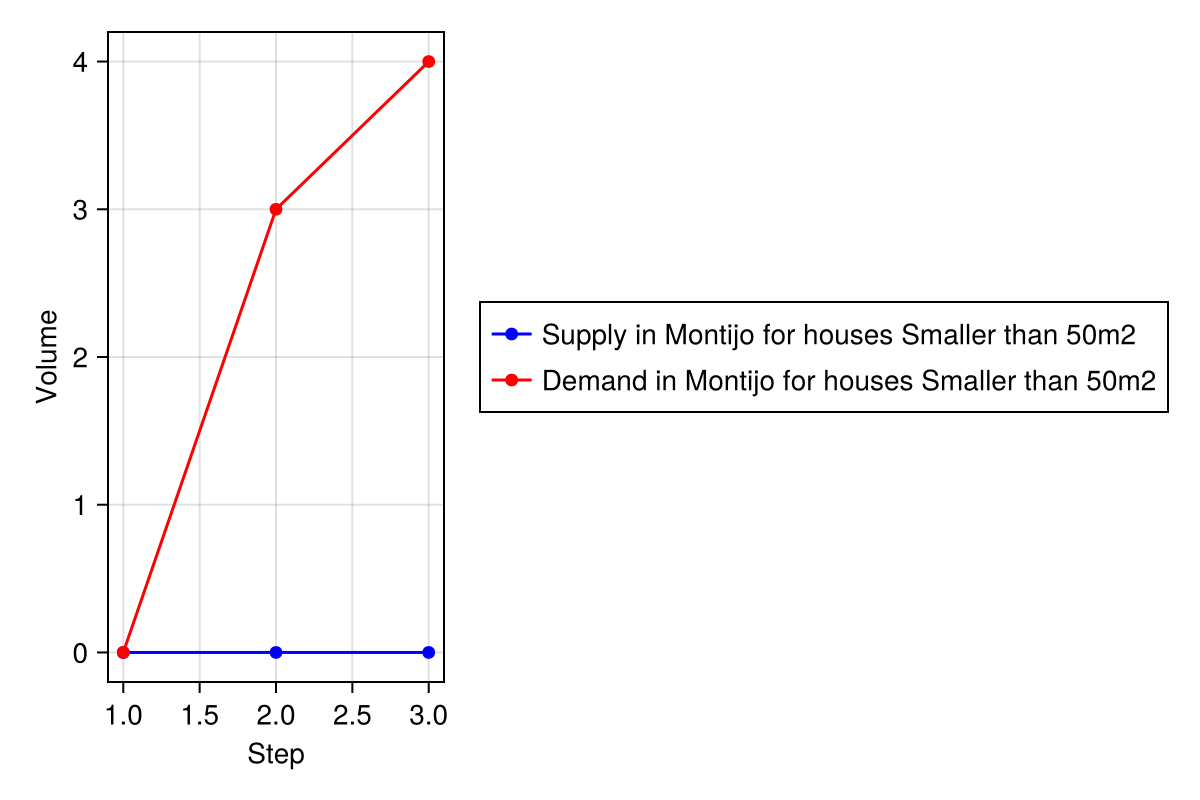 4
3
2
1
0
Volume
1.0 1.5 2.0 2.5 3.0
Step
Supply in Montijo for houses Smaller than 50m2
Demand in Montijo for houses Smaller than 50m2